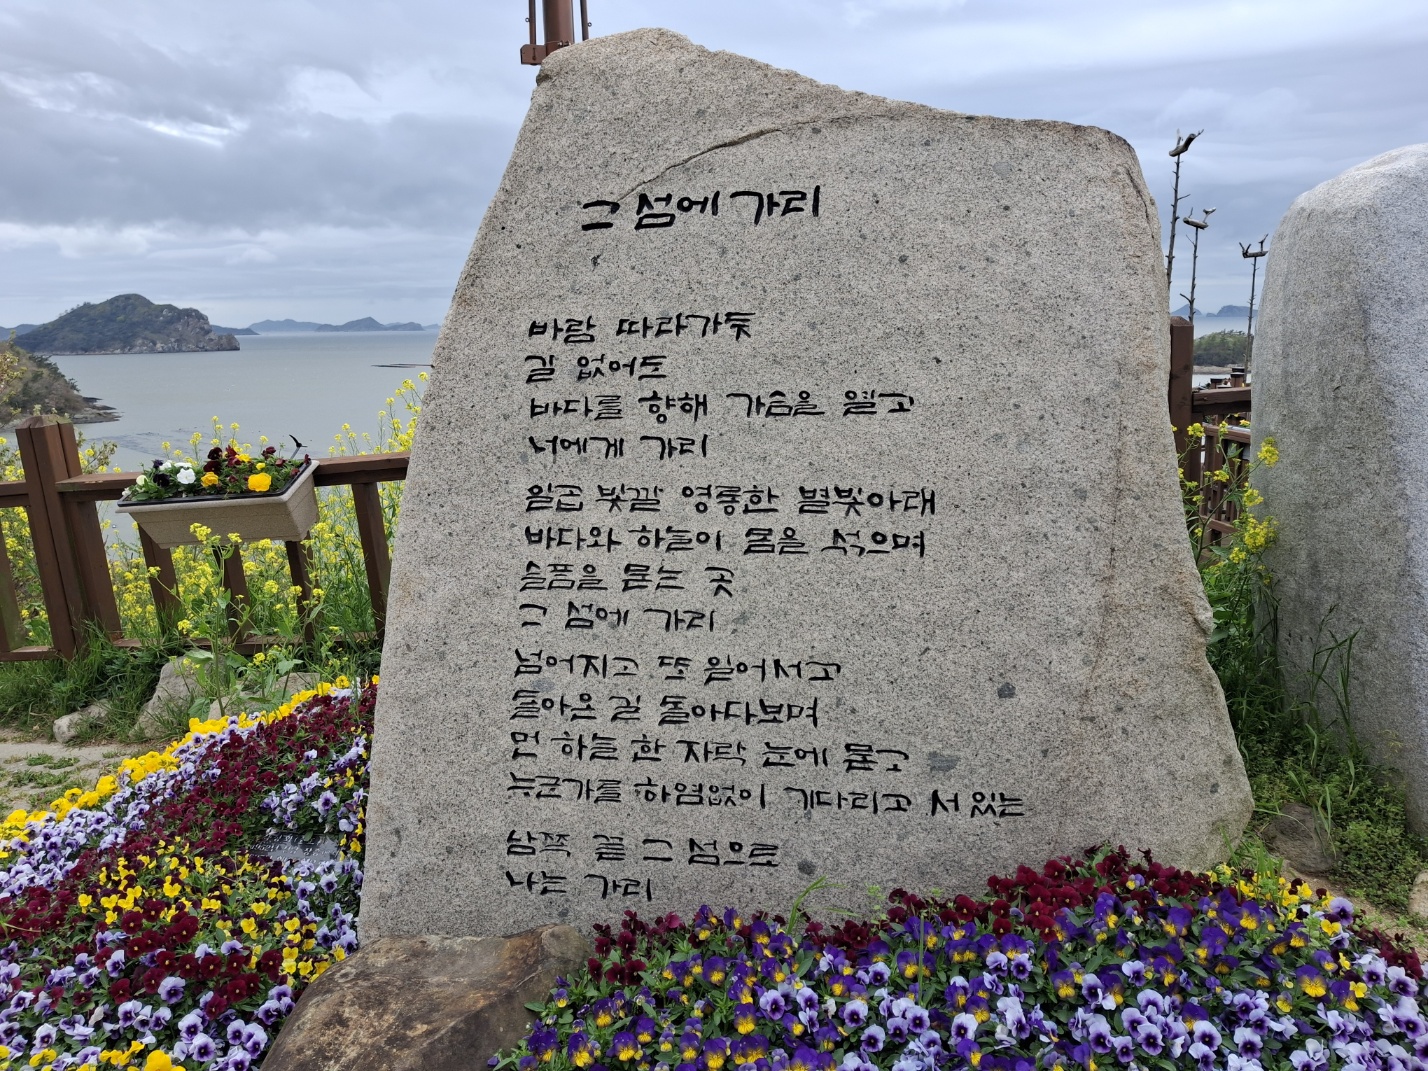 그 섬에 가리
바람 따라가듯
길 없어도
바다를 향해 가슴을 열고
너에게 가리
일곱 빛깔 영롱한 별빛아래
바다와 하늘이 몸을 섞으며
슬픔을 묻는 곳
그 섬에 가리
넘어지고 또 일어서고
돌아온 길 돌아다보며
먼 하늘 한 자락 눈에 묻고
누군가를 하염없이 기다리고 서 있는
남쪽 끝 그 섬으로
나는 가리